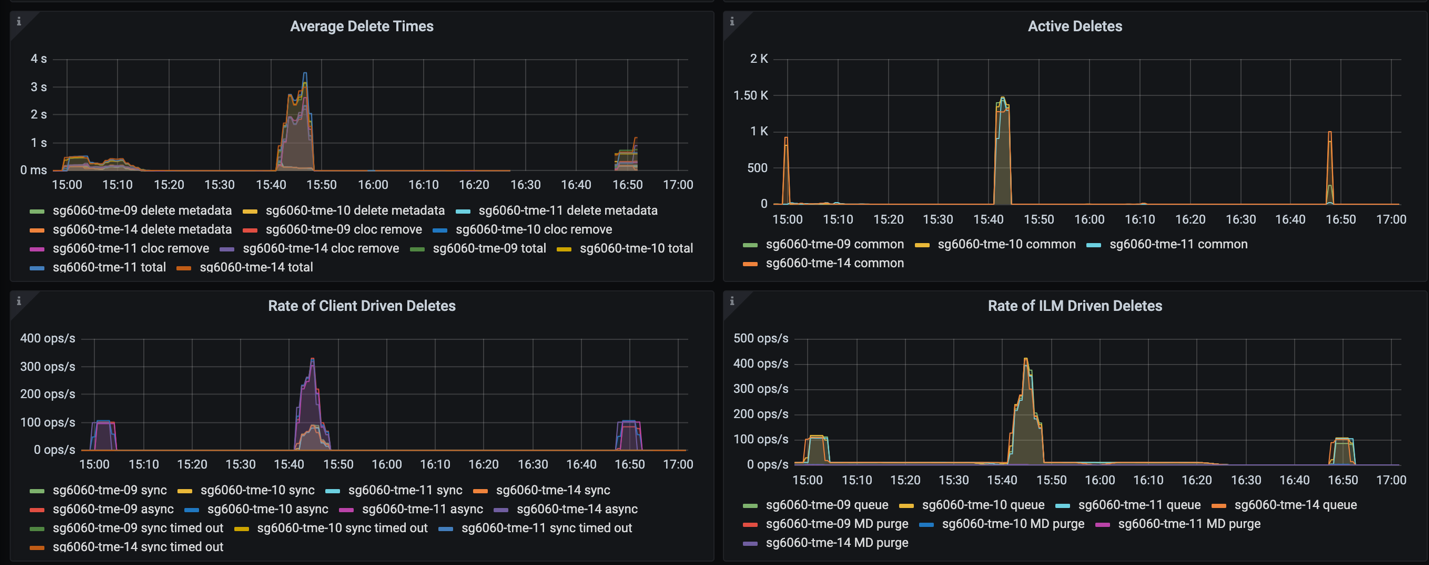 Average Delete Times
4 s
3 s
2 s
1 s
0 ms
15:00 15:10 15:20 15:30 15:40 15:50 16:00 16:10 16:20 16:30 16:40 16:50 17:00
sg6060-tme-09 delete metadata sg6060-tme-10 delete metadata sg6060-tme-11 delete metadata
sg6060-tme-14 delete metadata sg6060-tme-09 cloc remove sg6060-tme-10 cloc remove
sg6060-tme-11 cloc remove sg6060-tme-14 cloc remove sg6060-tme-09 total sg6060-tme-10 total
sg6060-tme-11 total sg6060-tme-14 total
Active Deletes
2 K
1.50 K
1 K
500
0
15:00 15:10 15:20 15:30 15:40 15:50 16:00 16:10 16:20 16:30 16:40 16:50 17:00
sg6060-tme-09 common sg6060-tme-10 common sg6060-tme-11 common
sg6060-tme-14 common
Rate of Client Driven Deletes
400 ops/s
300 ops/s
200 ops/s
100 ops/s
0 ops/s
15:00 15:10 15:20 15:30 15:40 15:50 16:00 16:10 16:20 16:30 16:40 16:50 17:00
sg6060-tme-09 sync sg6060-tme-10 sync sg6060-tme-11 sync sg6060-tme-14 sync
sg6060-tme-09 async sg6060-tme-10 async sg6060-tme-11 async sg6060-tme-14 async
sg6060-tme-09 sync timed out sg6060-tme-10 sync timed out sg6060-tme-11 sync timed out
sg6060-tme-14 sync timed out
Rate of ILM Driven Deletes
500 ops/s
400 ops/s
300 ops/s
200 ops/s
100 ops/s
0 ops/s
15:00 15:10 15:20 15:30 15:40 15:50 16:00 16:10 16:20 16:30 16:40 16:50 17:00
sg6060-tme-09 queue sg6060-tme-10 queue sg6060-tme-11 queue sg6060-tme-14 queue
sg6060-tme-09 MD purge sg6060-tme-10 MD purge sg6060-tme-11 MD purge
sg6060-tme-14 MD purge